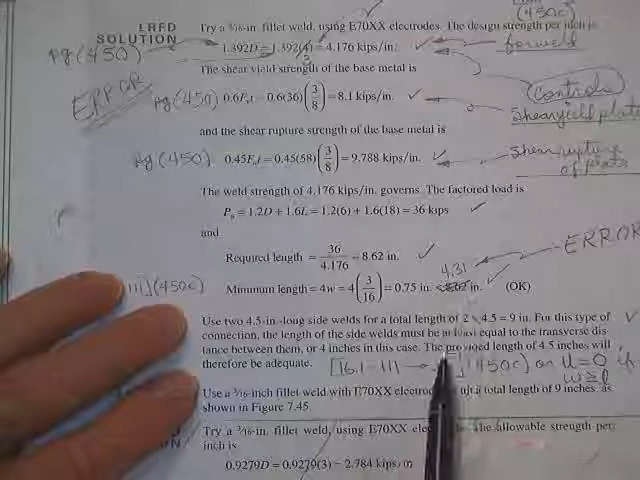 (450c)
LRFD Try a 3/16-in. fillet weld, using E70XX electrodes. The design strength per inch is
SOLUTION
pg (450) 1.392D = 1.392(3) = 4.176 kips/in. ✓ for weld
The shear yield strength of the base metal is
ERROR
Controls
pg (450) 0.6Fyt = 0.6(36)(3/8) = 8.1 kips/in. ✓ Shear yield plate
and the shear rupture strength of the base metal is
pg (450) 0.45Fut = 0.45(58)(3/8) = 9.788 kips/in. ✓ Shear rupture
of plate
The weld strength of 4.176 kips/in. governs. The factored load is
Pu = 1.2D + 1.6L = 1.2(6) + 1.6(18) = 36 kips ✓
and
ERROR
Required length = 36/4.176 = 8.62 in. ✓
4.31
(450c) Minimum length = 4w = 4(3/16) = 0.75 in. < 8.62 in. ✓ (OK)
Use two 4.5-in.-long side welds for a total length of 2 × 4.5 = 9 in. For this type of ✓
connection, the length of the side welds must be at least equal to the transverse dis-
tance between them, or 4 inches in this case. The provided length of 4.5 inches will
therefore be adequate. [16.1-111 → 450c) or U=0 if
w ≥ l
Use a 3/16-inch fillet weld with E70XX electrodes, with a total length of 9 inches, as
shown in Figure 7.45.
Try a 3/16-in. fillet weld, using E70XX The allowable strength per
inch is
0.9279D = 0.9279(3) = 2.784 kips/in